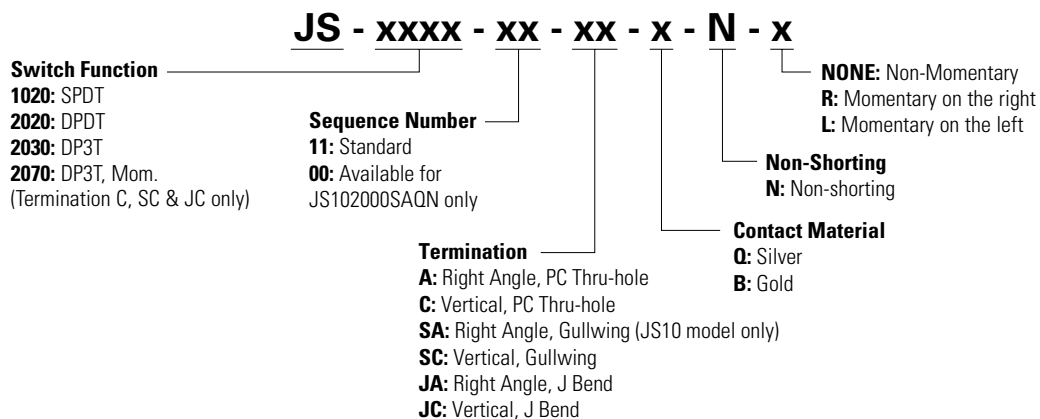 JS - xxxx - xx - xx - x - N - x
Switch Function
1020: SPDT
2020: DPDT
2030: DP3T
2070: DP3T, Mom.
(Termination C, SC & JC only)
Sequence Number
11: Standard
00: Available for
JS102000SAQN only
Termination
A: Right Angle, PC Thru-hole
C: Vertical, PC Thru-hole
SA: Right Angle, Gullwing (JS10 model only)
SC: Vertical, Gullwing
JA: Right Angle, J Bend
JC: Vertical, J Bend
Contact Material
Q: Silver
B: Gold
Non-Shorting
N: Non-shorting
NONE: Non-Momentary
R: Momentary on the right
L: Momentary on the left